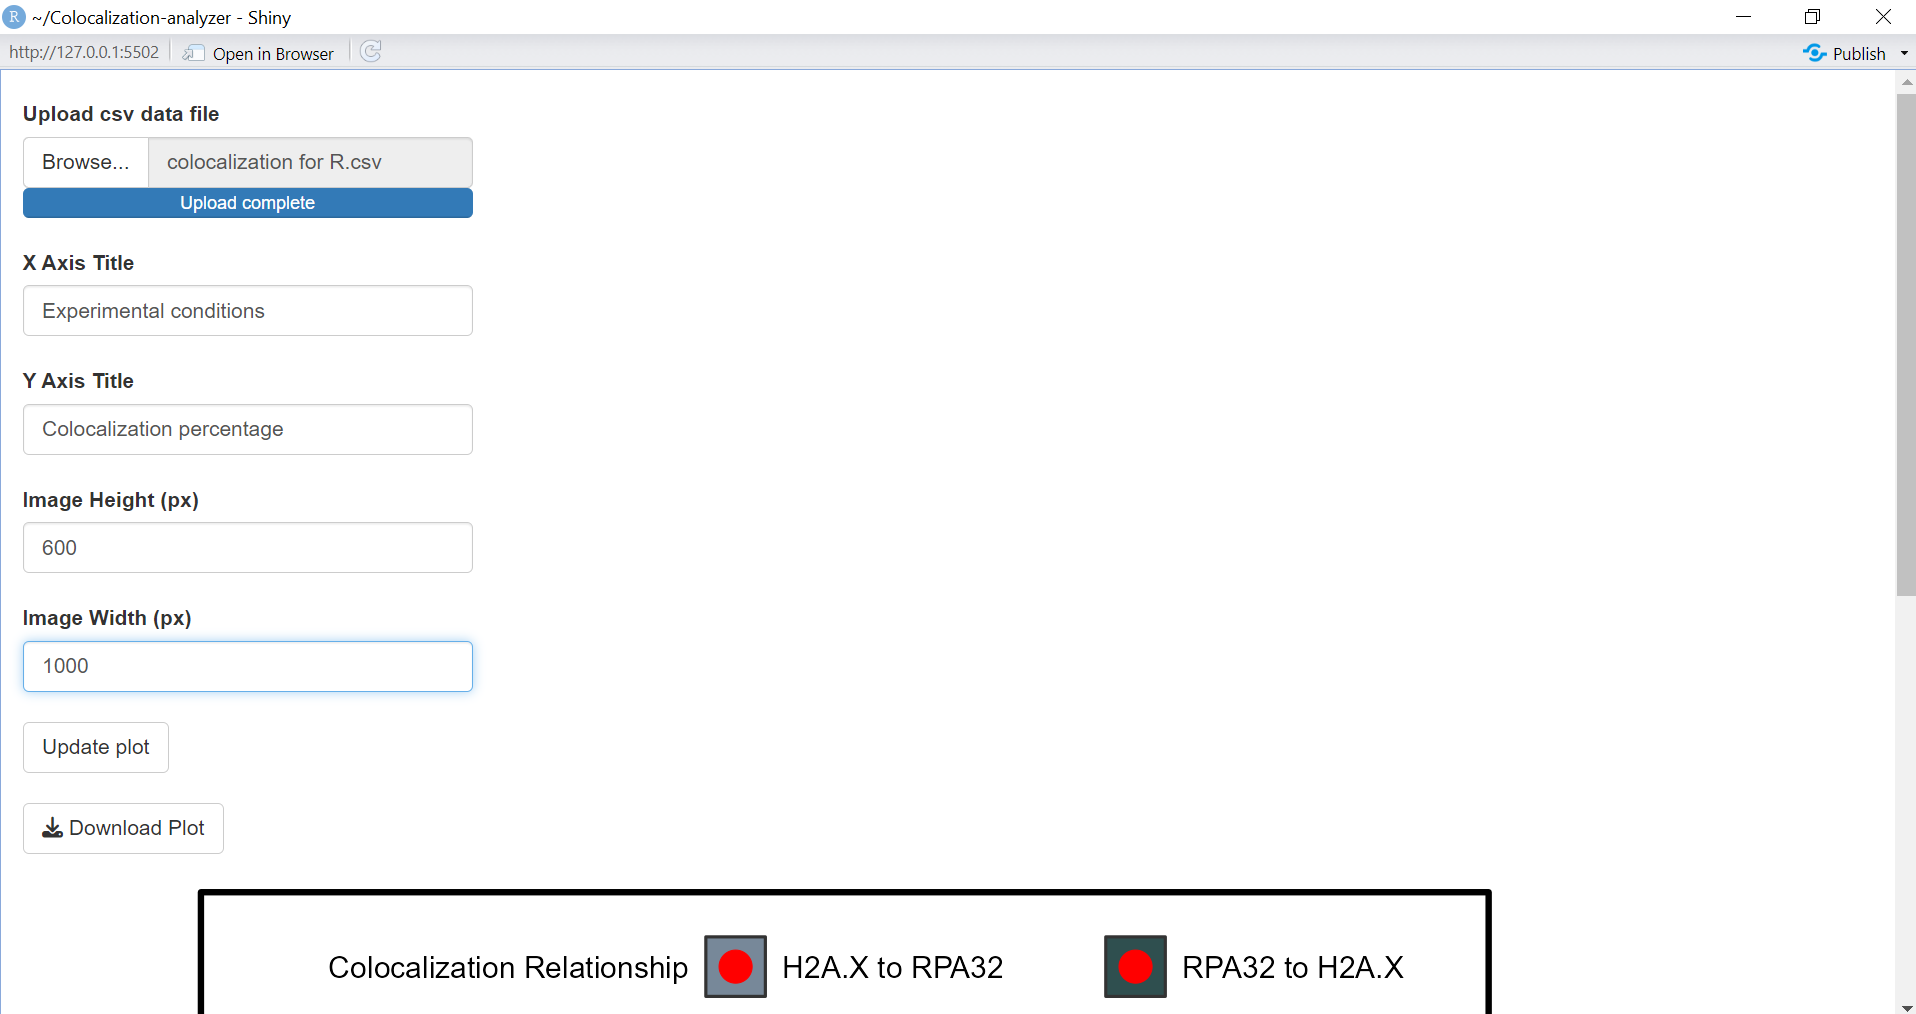 R ~/Colocalization-analyzer - Shiny
http://127.0.0.1:5502 Open in Browser Publish
Upload csv data file
Browse... colocalization for R.csv
Upload complete
X Axis Title
Experimental conditions
Y Axis Title
Colocalization percentage
Image Height (px)
600
Image Width (px)
1000
Update plot
Download Plot
Colocalization Relationship H2A.X to RPA32 RPA32 to H2A.X